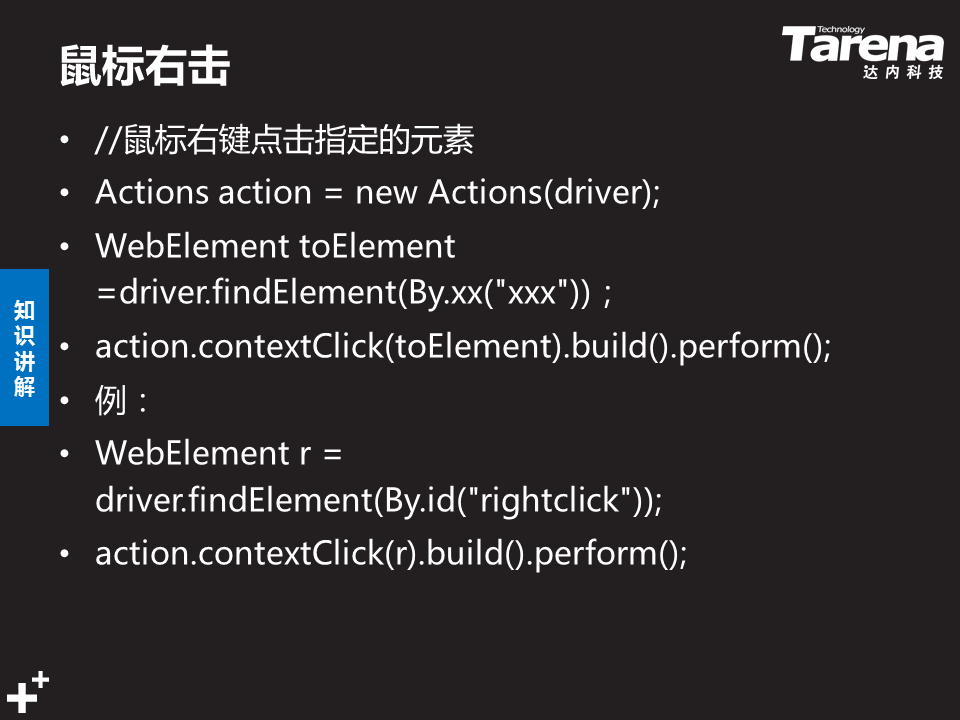 鼠标右击
Technology
Tarena
达内科技
• //鼠标右键点击指定的元素
• Actions action = new Actions(driver);
• WebElement toElement
=driver.findElement(By.xx("xxx"))；
• action.contextClick(toElement).build().perform();
• 例：
• WebElement r =
driver.findElement(By.id("rightclick"));
• action.contextClick(r).build().perform();
知
识
讲
解